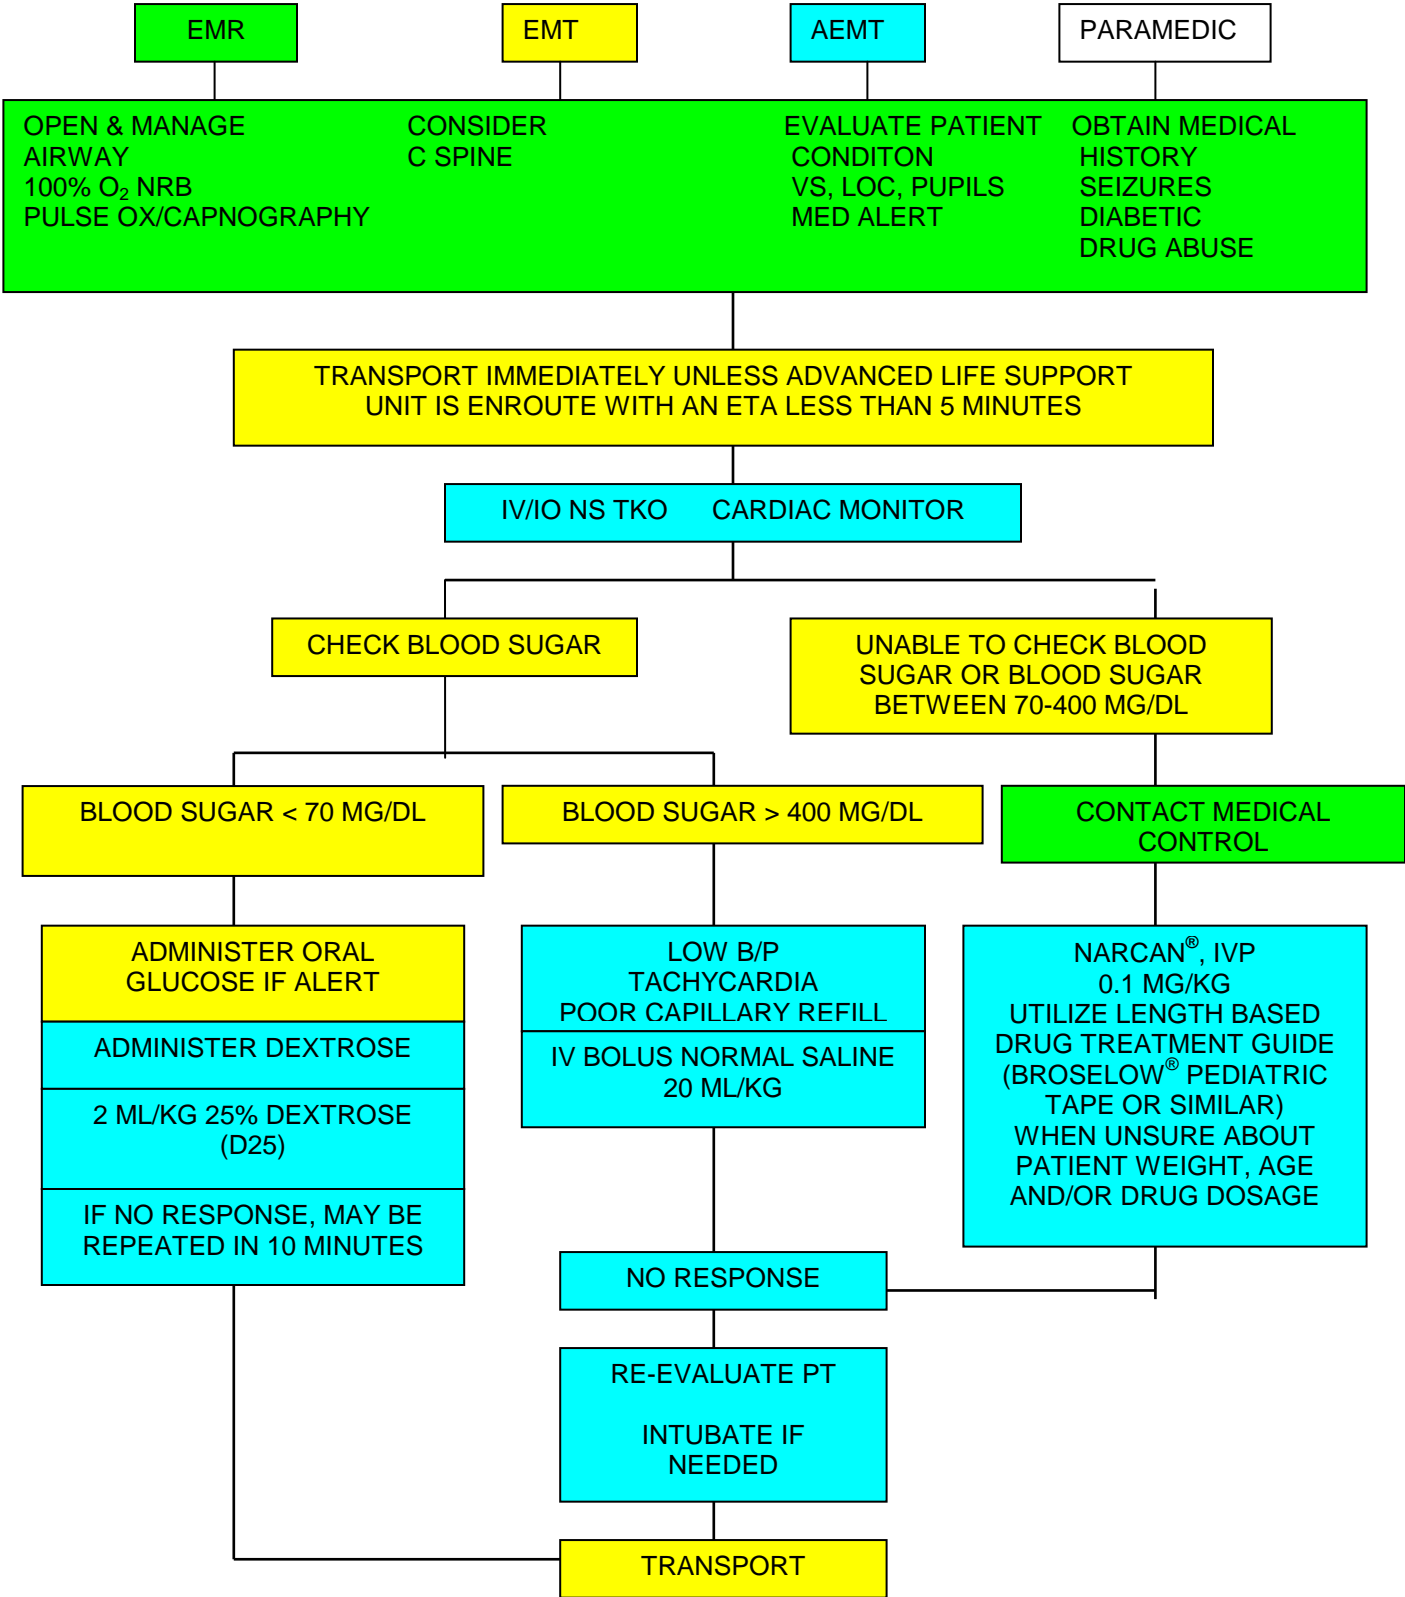 EMR
EMT
AEMT
PARAMEDIC
OPEN & MANAGE
AIRWAY
100% O₂ NRB
PULSE OX/CAPNOGRAPHY
CONSIDER
C SPINE
EVALUATE PATIENT
CONDITON
VS, LOC, PUPILS
MED ALERT
OBTAIN MEDICAL
HISTORY
SEIZURES
DIABETIC
DRUG ABUSE
TRANSPORT IMMEDIATELY UNLESS ADVANCED LIFE SUPPORT
UNIT IS ENROUTE WITH AN ETA LESS THAN 5 MINUTES
IV/IO NS TKO CARDIAC MONITOR
CHECK BLOOD SUGAR
UNABLE TO CHECK BLOOD
SUGAR OR BLOOD SUGAR
BETWEEN 70-400 MG/DL
BLOOD SUGAR < 70 MG/DL
BLOOD SUGAR > 400 MG/DL
CONTACT MEDICAL
CONTROL
ADMINISTER ORAL
GLUCOSE IF ALERT
ADMINISTER DEXTROSE
2 ML/KG 25% DEXTROSE
(D25)
IF NO RESPONSE, MAY BE
REPEATED IN 10 MINUTES
LOW B/P
TACHYCARDIA
POOR CAPILLARY REFILL
IV BOLUS NORMAL SALINE
20 ML/KG
NARCAN®, IVP
0.1 MG/KG
UTILIZE LENGTH BASED
DRUG TREATMENT GUIDE
(BROSELOW® PEDIATRIC
TAPE OR SIMILAR)
WHEN UNSURE ABOUT
PATIENT WEIGHT, AGE
AND/OR DRUG DOSAGE
NO RESPONSE
RE-EVALUATE PT
INTUBATE IF
NEEDED
TRANSPORT